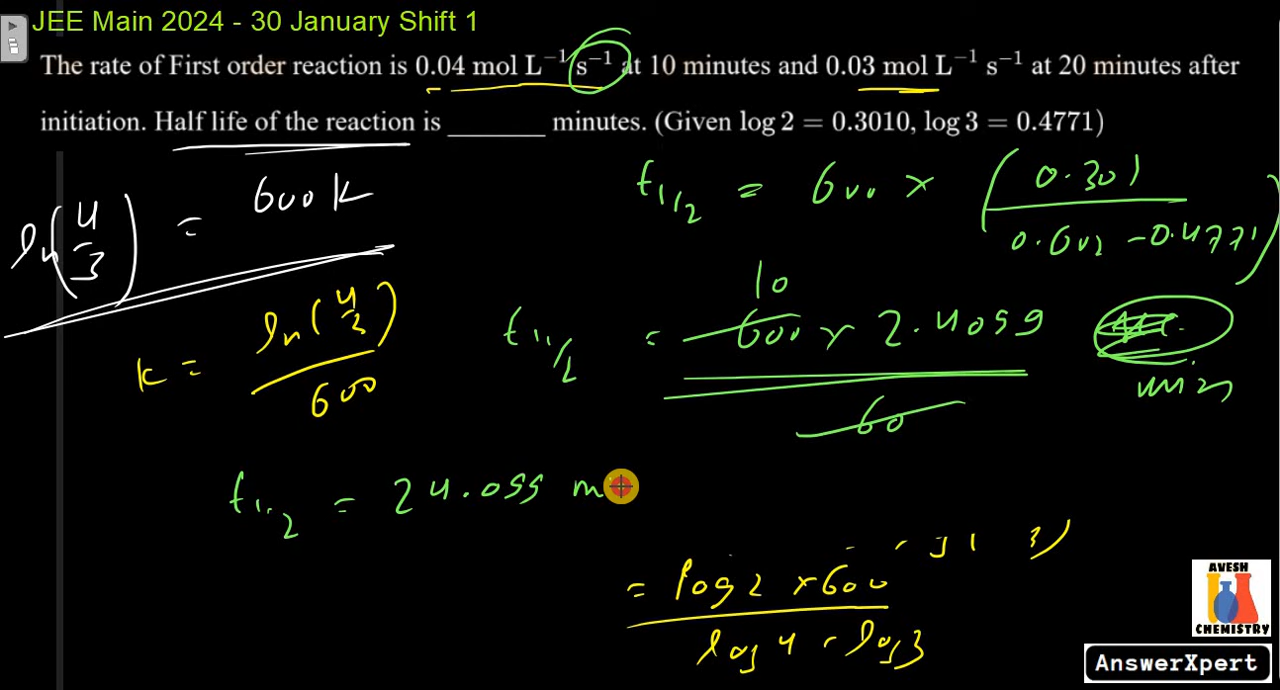 JEE Main 2024 - 30 January Shift 1
The rate of First order reaction is 0.04 mol L⁻¹ s⁻¹ at 10 minutes and 0.03 mol L⁻¹ s⁻¹ at 20 minutes after
initiation. Half life of the reaction is ________ minutes. (Given log 2 = 0.3010, log 3 = 0.4771)
ln(4/3) = 600 k
k = ln(4/3) / 600
t1/2 = 600 × (0.301 / 0.602 - 0.4771)
t1/2 = 600 × 2.4059 / 60 min
10
t1/2 = 24.059 m
= log 2 × 600 / log 4 - log 3
AVESH
CHEMISTRY
AnswerXpert